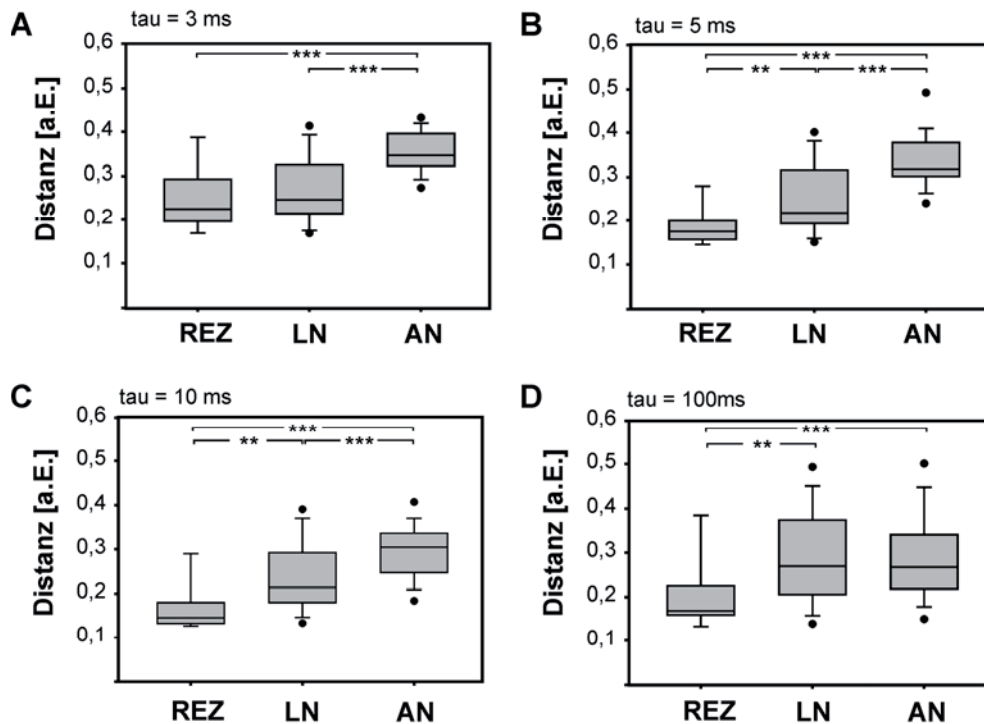 A
tau = 3 ms
0,6
0,5
0,4
0,3
0,2
0,1
Distanz [a.E.]
***
***
REZ LN AN
B
tau = 5 ms
0,6
0,5
0,4
0,3
0,2
0,1
Distanz [a.E.]
***
** ***
REZ LN AN
C
tau = 10 ms
0,6
0,5
0,4
0,3
0,2
0,1
Distanz [a.E.]
***
** ***
REZ LN AN
D
tau = 100ms
0,6
0,5
0,4
0,3
0,2
0,1
Distanz [a.E.]
***
**
REZ LN AN